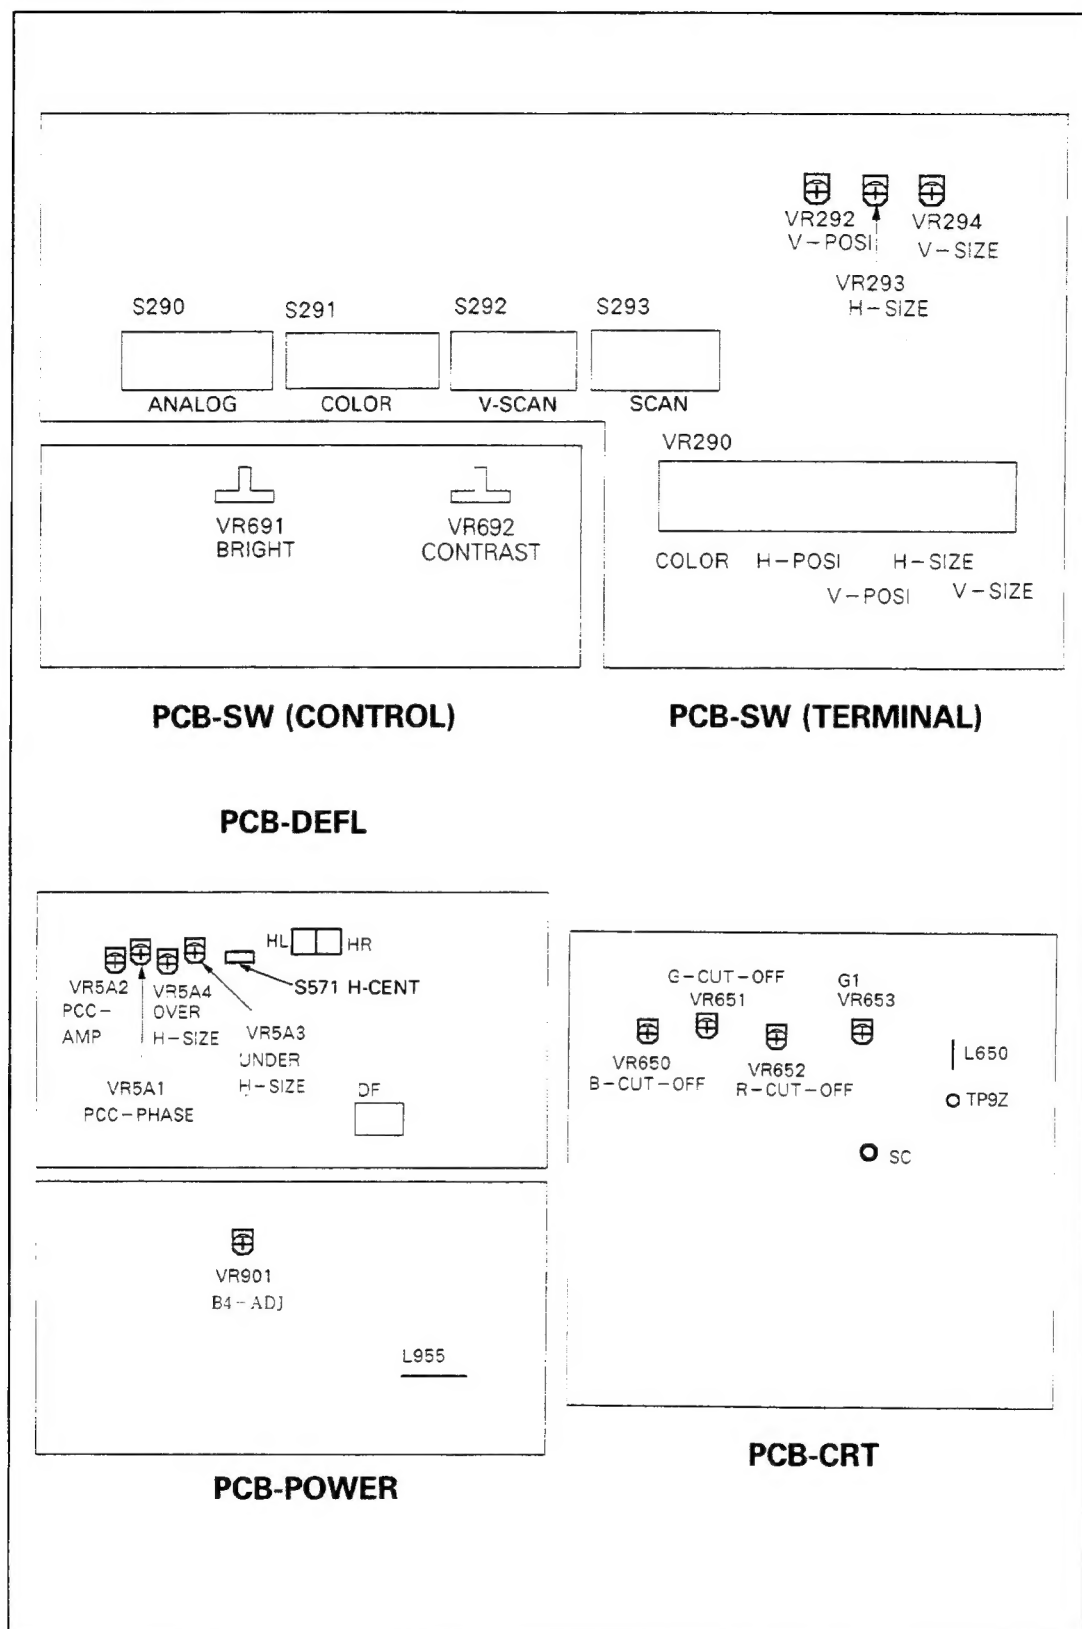 VR292
V-POSI
VR294
V-SIZE
VR293
H-SIZE
S290
S291
S292
S293
ANALOG
COLOR
V-SCAN
SCAN
VR290
COLOR
H-POSI
V-POSI
H-SIZE
V-SIZE
VR691
BRIGHT
VR692
CONTRAST
PCB-SW (CONTROL)
PCB-SW (TERMINAL)
PCB-DEFL
HL
HR
S571 H-CENT
VR5A2
PCC-
AMP
VR5A4
OVER
H-SIZE
VR5A3
UNDER
H-SIZE
VR5A1
PCC-PHASE
DF
G-CUT-OFF
VR651
G1
VR653
VR650
B-CUT-OFF
VR652
R-CUT-OFF
L650
TP9Z
SC
VR901
B4-ADJ
L955
PCB-POWER
PCB-CRT